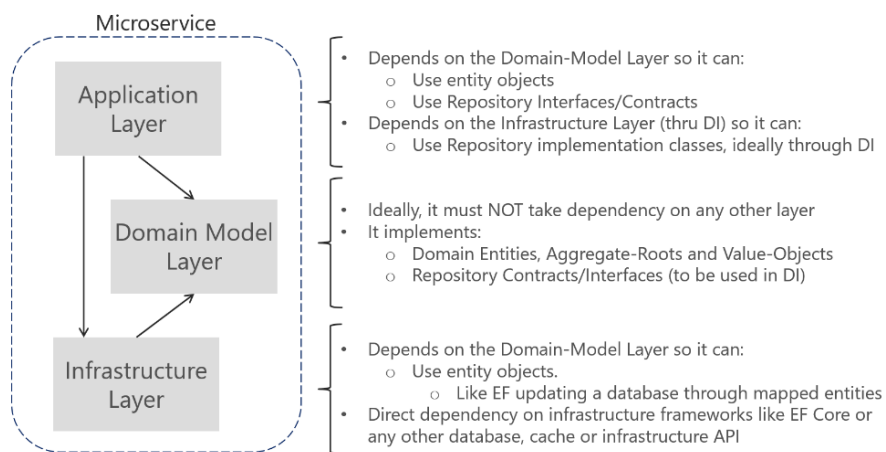 Microservice
Application
Layer
Domain Model
Layer
Infrastructure
Layer
• Depends on the Domain-Model Layer so it can:
o Use entity objects
o Use Repository Interfaces/Contracts
• Depends on the Infrastructure Layer (thru DI) so it can:
o Use Repository implementation classes, ideally through DI
• Ideally, it must NOT take dependency on any other layer
• It implements:
o Domain Entities, Aggregate-Roots and Value-Objects
o Repository Contracts/Interfaces (to be used in DI)
• Depends on the Domain-Model Layer so it can:
o Use entity objects.
o Like EF updating a database through mapped entities
• Direct dependency on infrastructure frameworks like EF Core or
any other database, cache or infrastructure API